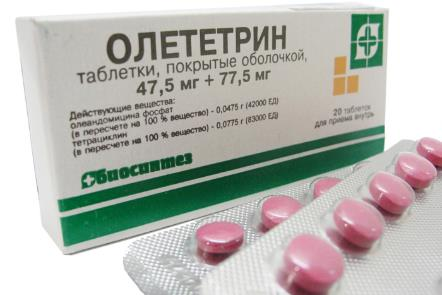 ОЛЕТЕТРИН
таблетки, покрытые оболочкой,
47,5 мг + 77,5 мг
Действующие вещества:
олеандомицина фосфат
(в пересчете на 100 % вещество) - 0,0475 г (42000 ЕД)
тетрациклин
(в пересчете на 100 % вещество) - 0,0775 г (83000 ЕД)
20 таблеток
для приема внутрь
биосинтез